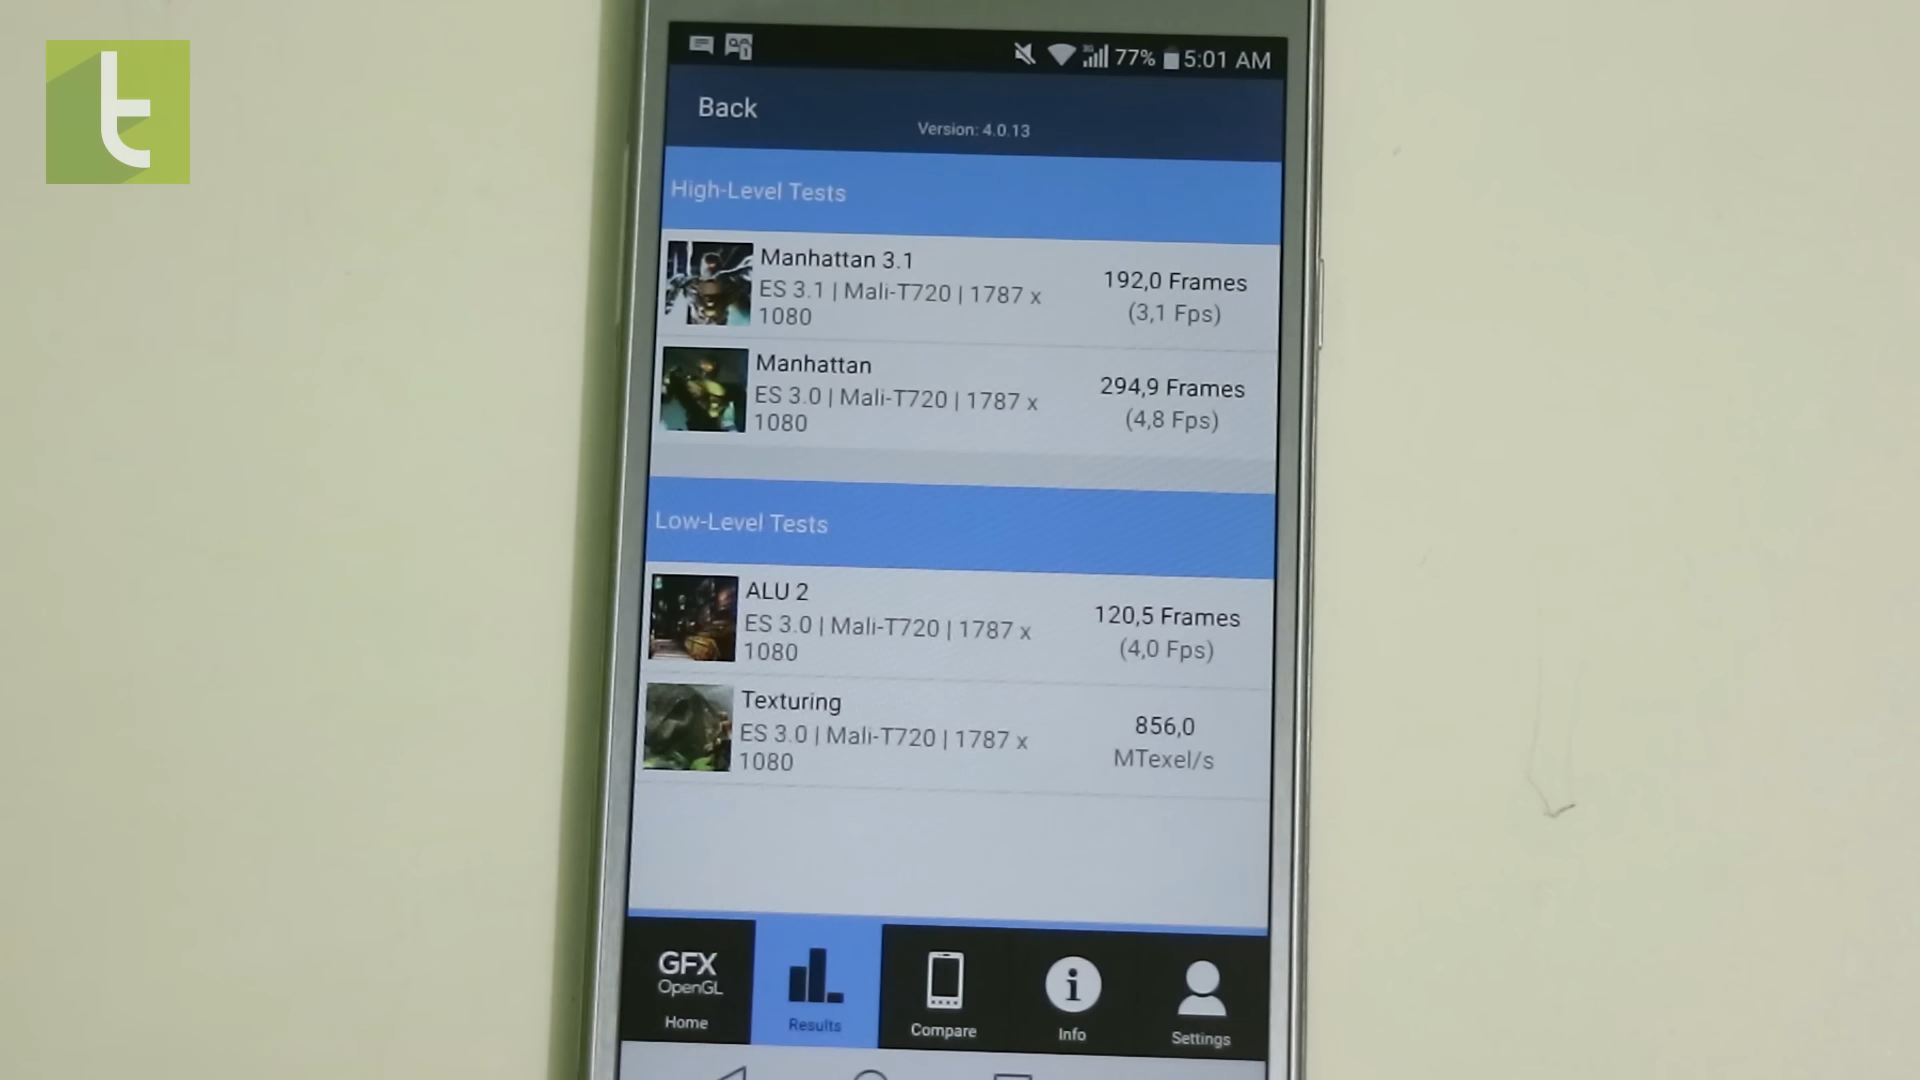 t
77% 5:01 AM
Back
Version: 4.0.13
High-Level Tests
Manhattan 3.1
ES 3.1 | Mali-T720 | 1787 x
1080
192,0 Frames
(3,1 Fps)
Manhattan
ES 3.0 | Mali-T720 | 1787 x
1080
294,9 Frames
(4,8 Fps)
Low-Level Tests
ALU 2
ES 3.0 | Mali-T720 | 1787 x
1080
120,5 Frames
(4,0 Fps)
Texturing
ES 3.0 | Mali-T720 | 1787 x
1080
856,0
MTexel/s
GFX
OpenGL
Home
Results
Compare
Info
Settings